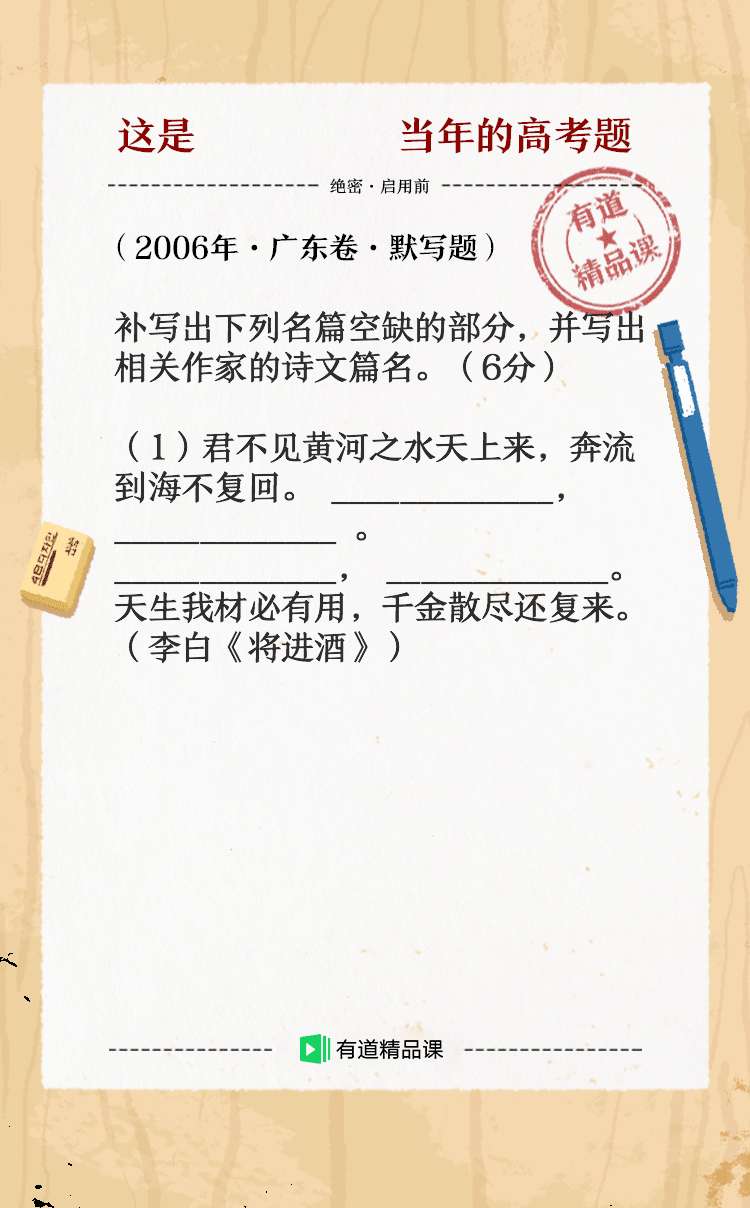 这是 当年的高考题
绝密·启用前
有道
精品课
（2006年·广东卷·默写题）
补写出下列名篇空缺的部分，并写出
相关作家的诗文篇名。（6分）
（1）君不见黄河之水天上来，奔流
到海不复回。 _____________，
_____________ 。
_____________， _____________。
天生我材必有用，千金散尽还复来。
（李白《将进酒》）
有道精品课